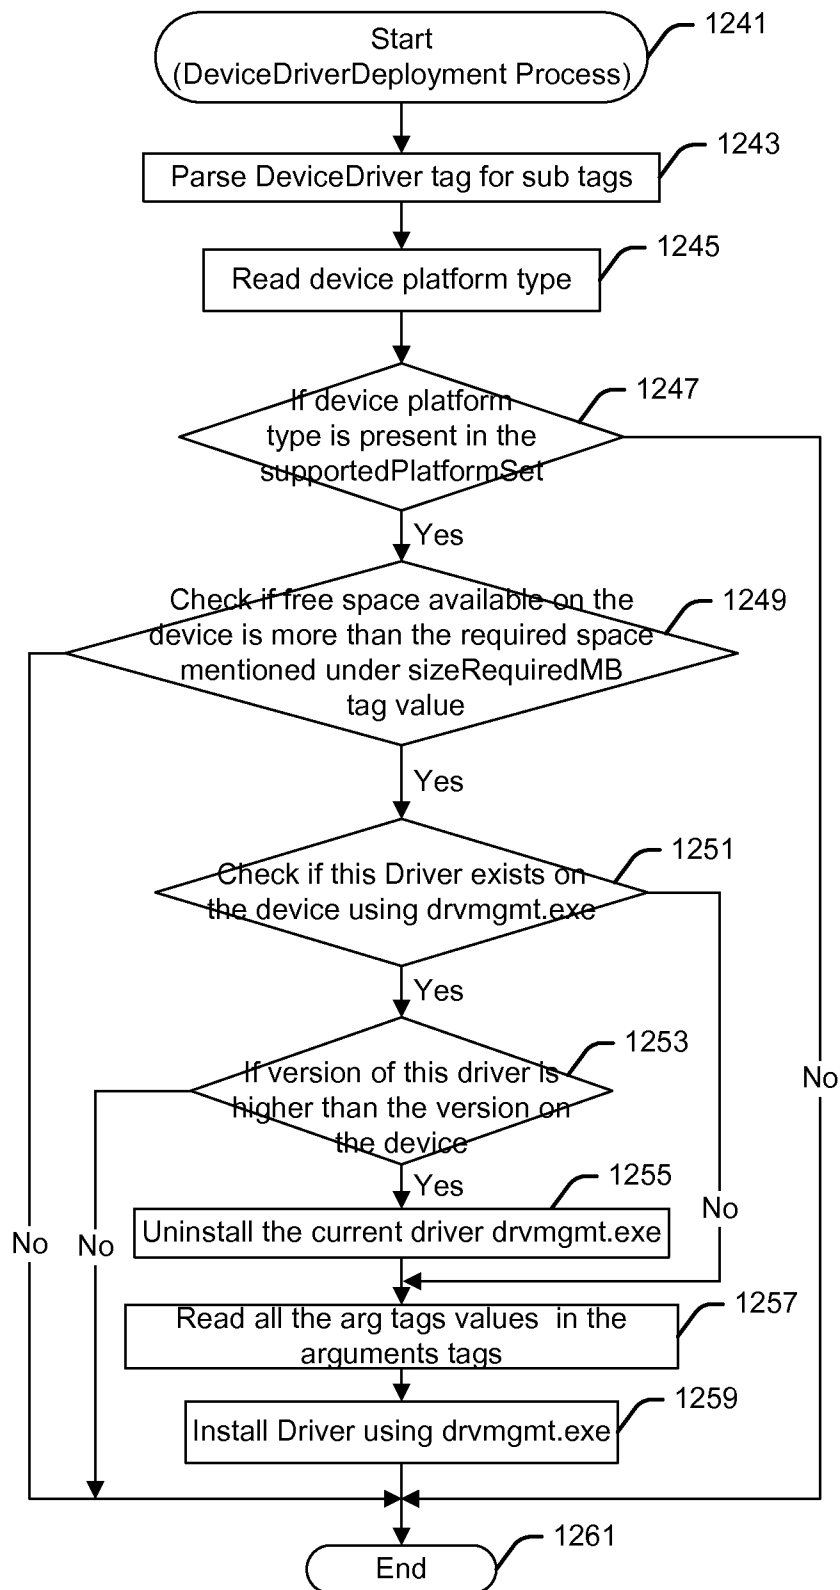 Start
(DeviceDriverDeployment Process)
1241
Parse DeviceDriver tag for sub tags
1243
Read device platform type
1245
If device platform
type is present in the
supportedPlatformSet
1247
Yes
Check if free space available on the
device is more than the required space
mentioned under sizeRequiredMB
tag value
1249
Yes
Check if this Driver exists on
the device using drvmgmt.exe
1251
Yes
If version of this driver is
higher than the version on
the device
1253
No
Yes
1255
Uninstall the current driver drvmgmt.exe
No
No
No
Read all the arg tags values in the
arguments tags
1257
Install Driver using drvmgmt.exe
1259
End
1261